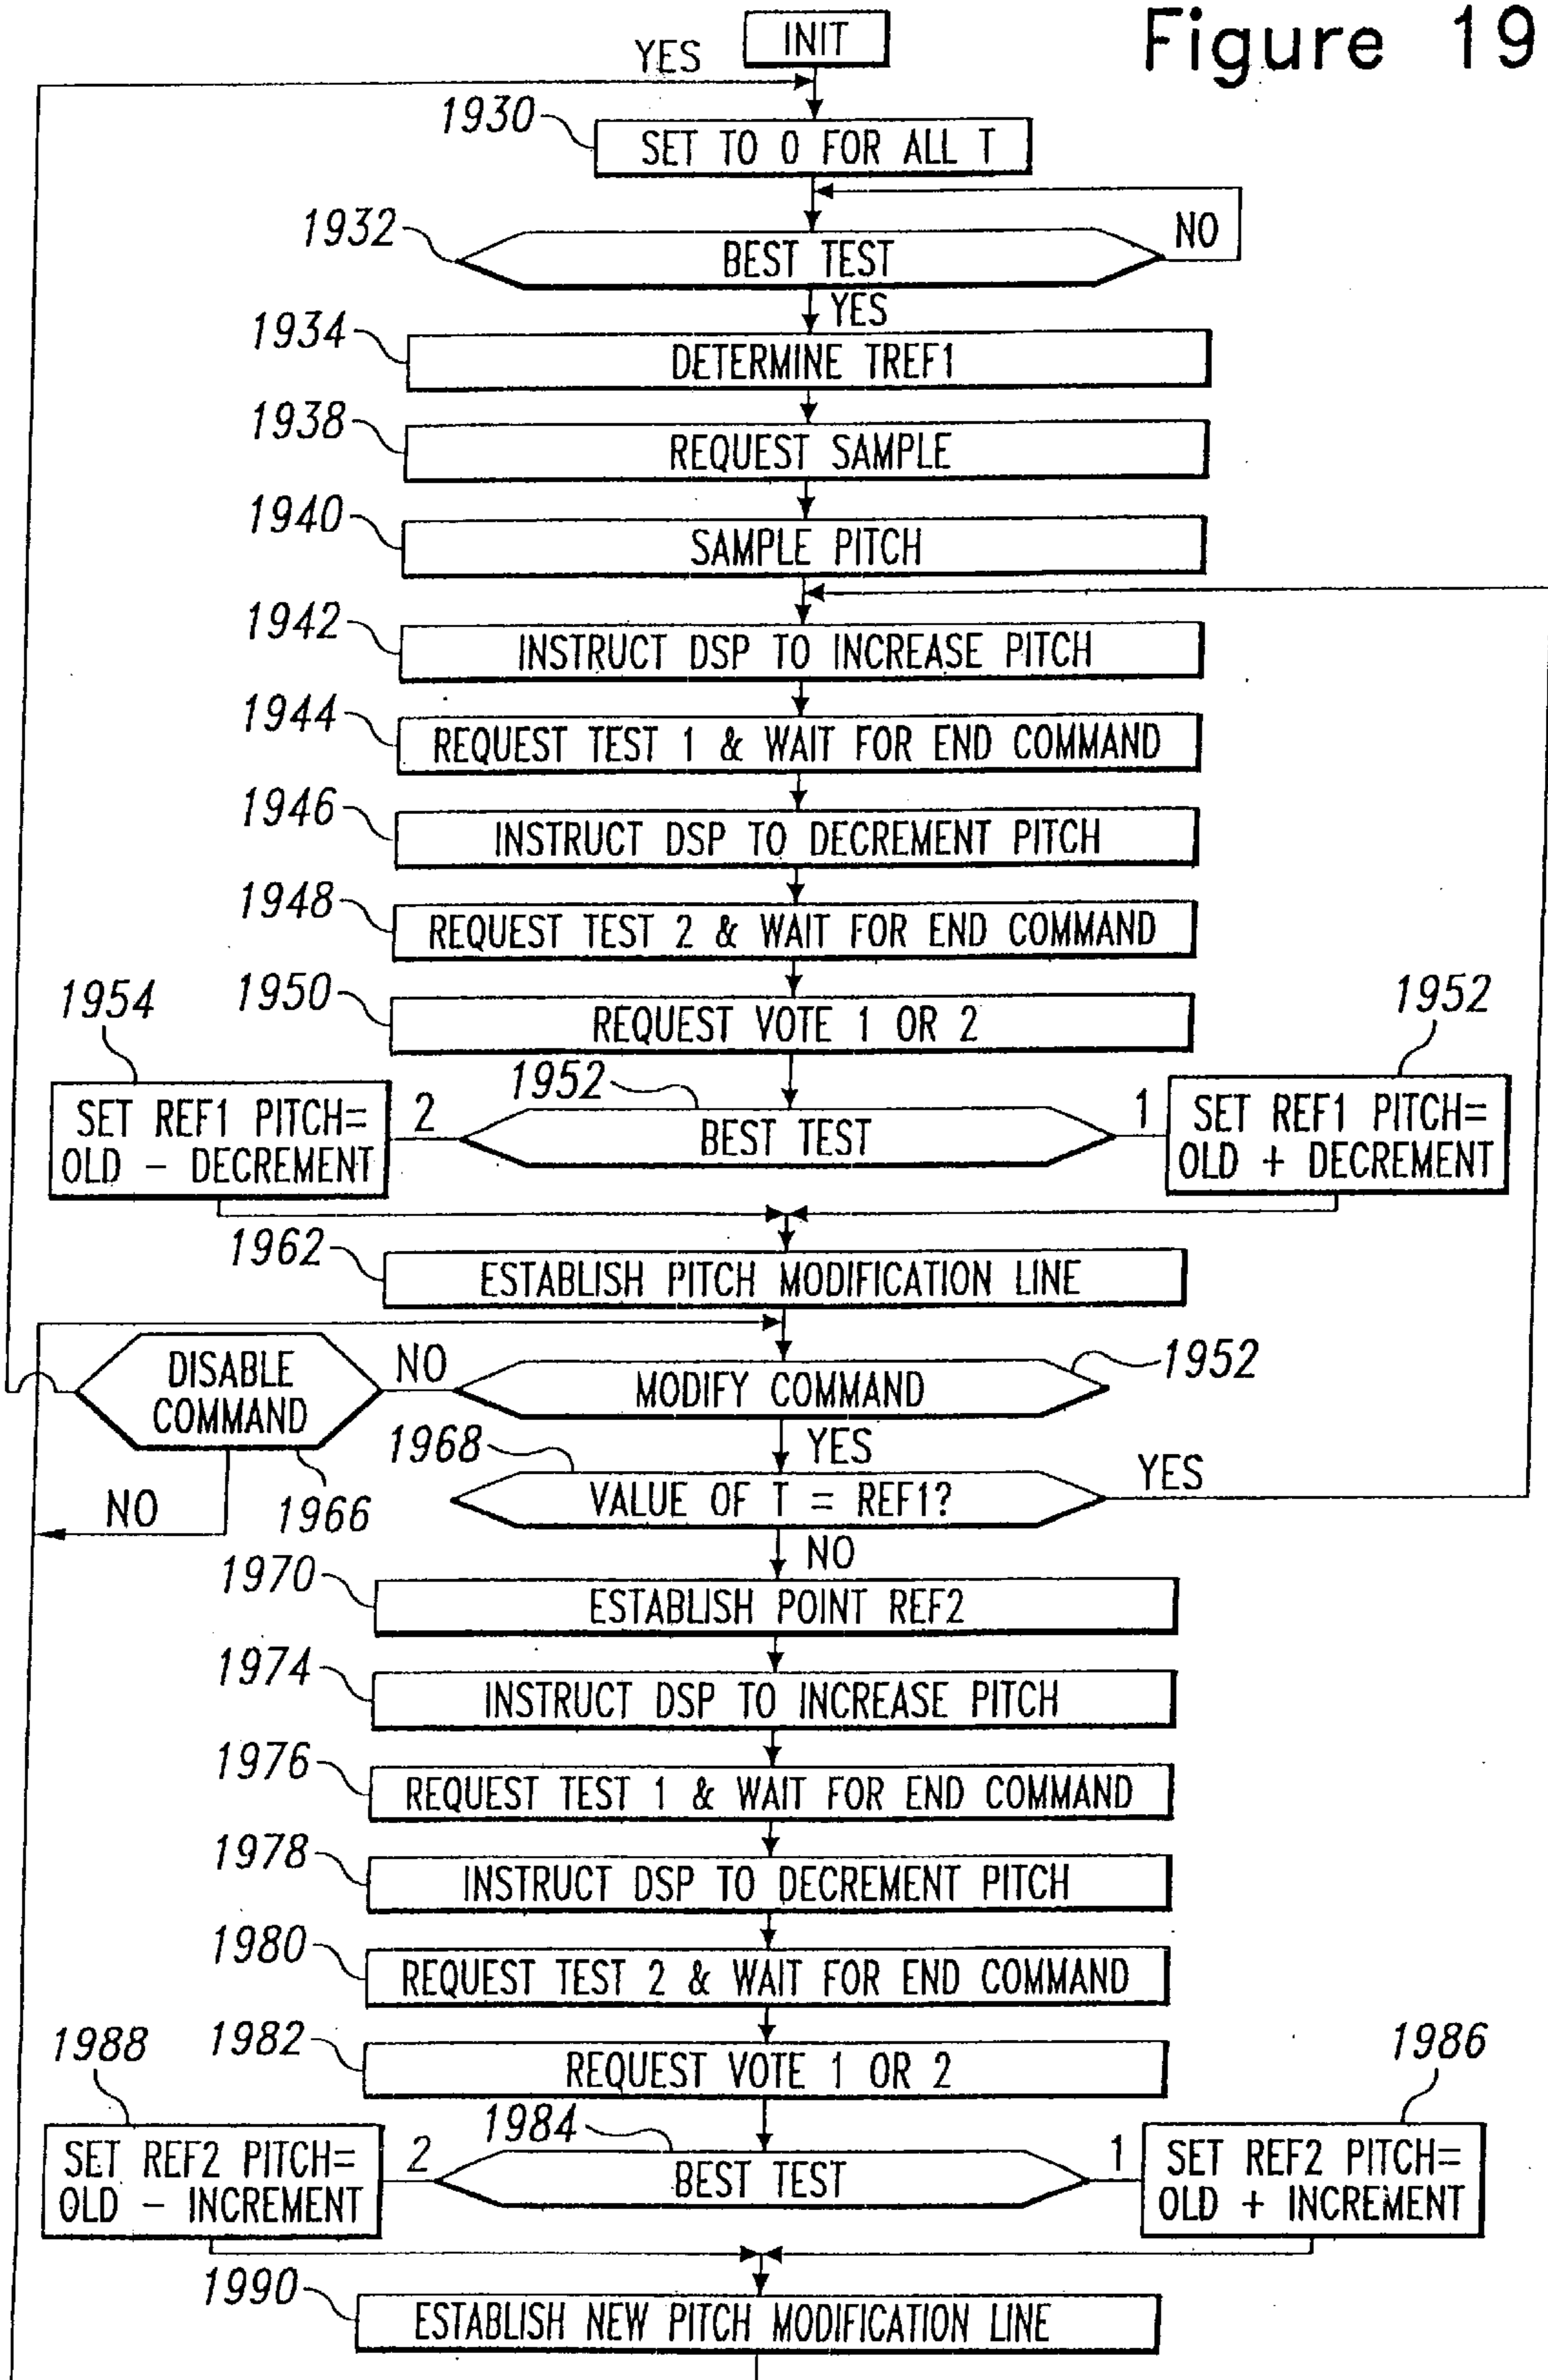 Figure 19
INIT
YES
1930
SET TO 0 FOR ALL T
1932
BEST TEST
NO
YES
1934
DETERMINE TREF1
1938
REQUEST SAMPLE
1940
SAMPLE PITCH
1942
INSTRUCT DSP TO INCREASE PITCH
1944
REQUEST TEST 1 & WAIT FOR END COMMAND
1946
INSTRUCT DSP TO DECREMENT PITCH
1948
REQUEST TEST 2 & WAIT FOR END COMMAND
1954
1950
REQUEST VOTE 1 OR 2
1952
SET REF1 PITCH=
OLD – DECREMENT
2
1952
BEST TEST
1
SET REF1 PITCH=
OLD + DECREMENT
1962
ESTABLISH PITCH MODIFICATION LINE
DISABLE
COMMAND
NO
MODIFY COMMAND
1952
YES
NO
1966
1968
VALUE OF T = REF1?
YES
NO
1970
ESTABLISH POINT REF2
1974
INSTRUCT DSP TO INCREASE PITCH
1976
REQUEST TEST 1 & WAIT FOR END COMMAND
1978
INSTRUCT DSP TO DECREMENT PITCH
1980
REQUEST TEST 2 & WAIT FOR END COMMAND
1988
1982
REQUEST VOTE 1 OR 2
1986
SET REF2 PITCH=
OLD – INCREMENT
2
1984
BEST TEST
1
SET REF2 PITCH=
OLD + INCREMENT
1990
ESTABLISH NEW PITCH MODIFICATION LINE